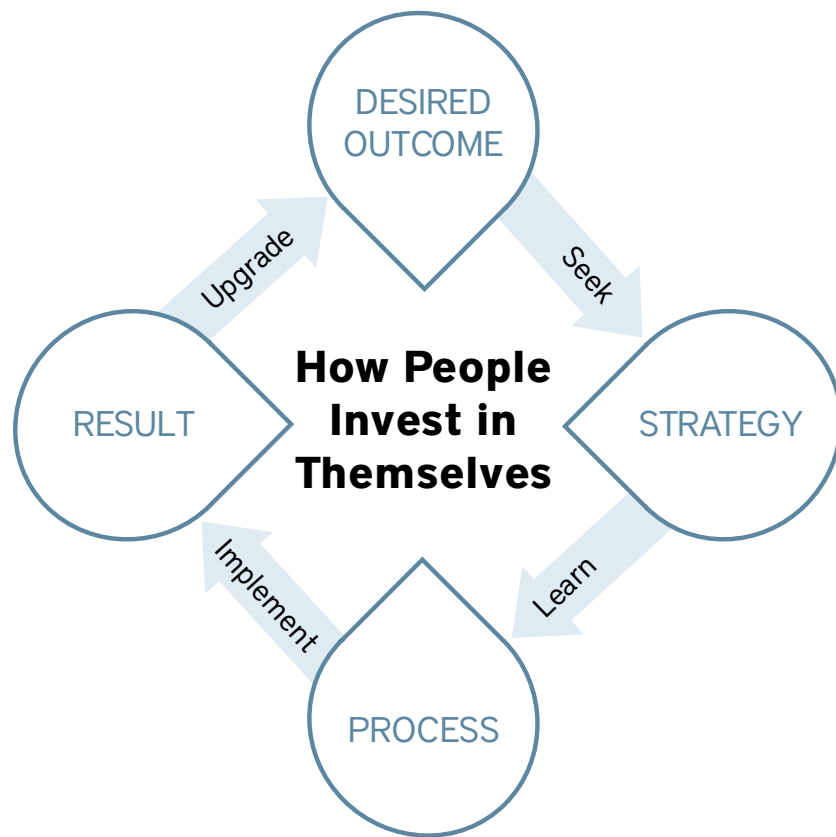 DESIRED
OUTCOME
Upgrade
Seek
How People
Invest in
Themselves
RESULT
STRATEGY
Implement
Learn
PROCESS